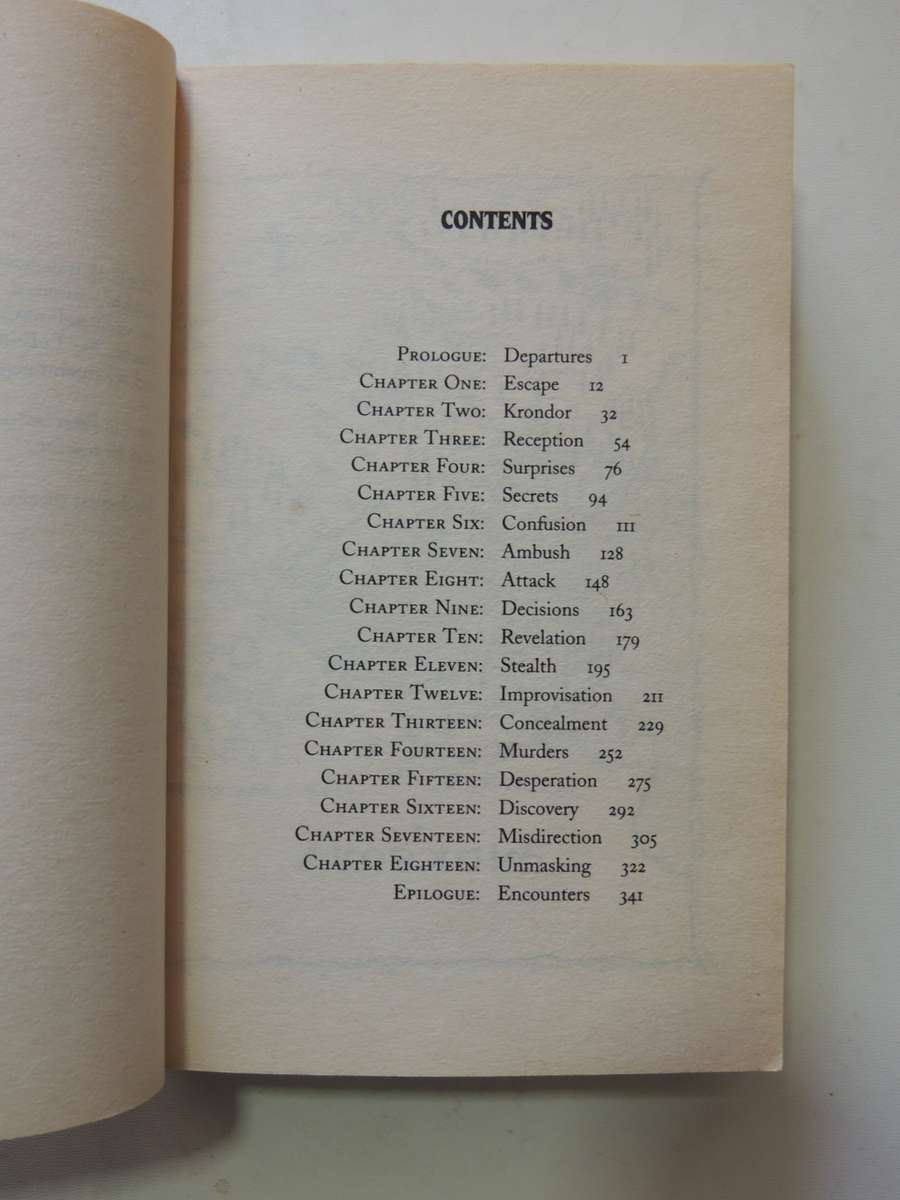 CONTENTS
PROLOGUE: Departures 1
CHAPTER ONE: Escape 12
CHAPTER TWO: Krondor 32
CHAPTER THREE: Reception 54
CHAPTER FOUR: Surprises 76
CHAPTER FIVE: Secrets 94
CHAPTER SIX: Confusion 111
CHAPTER SEVEN: Ambush 128
CHAPTER EIGHT: Attack 148
CHAPTER NINE: Decisions 163
CHAPTER TEN: Revelation 179
CHAPTER ELEVEN: Stealth 195
CHAPTER TWELVE: Improvisation 211
CHAPTER THIRTEEN: Concealment 229
CHAPTER FOURTEEN: Murders 252
CHAPTER FIFTEEN: Desperation 275
CHAPTER SIXTEEN: Discovery 292
CHAPTER SEVENTEEN: Misdirection 305
CHAPTER EIGHTEEN: Unmasking 322
EPILOGUE: Encounters 341